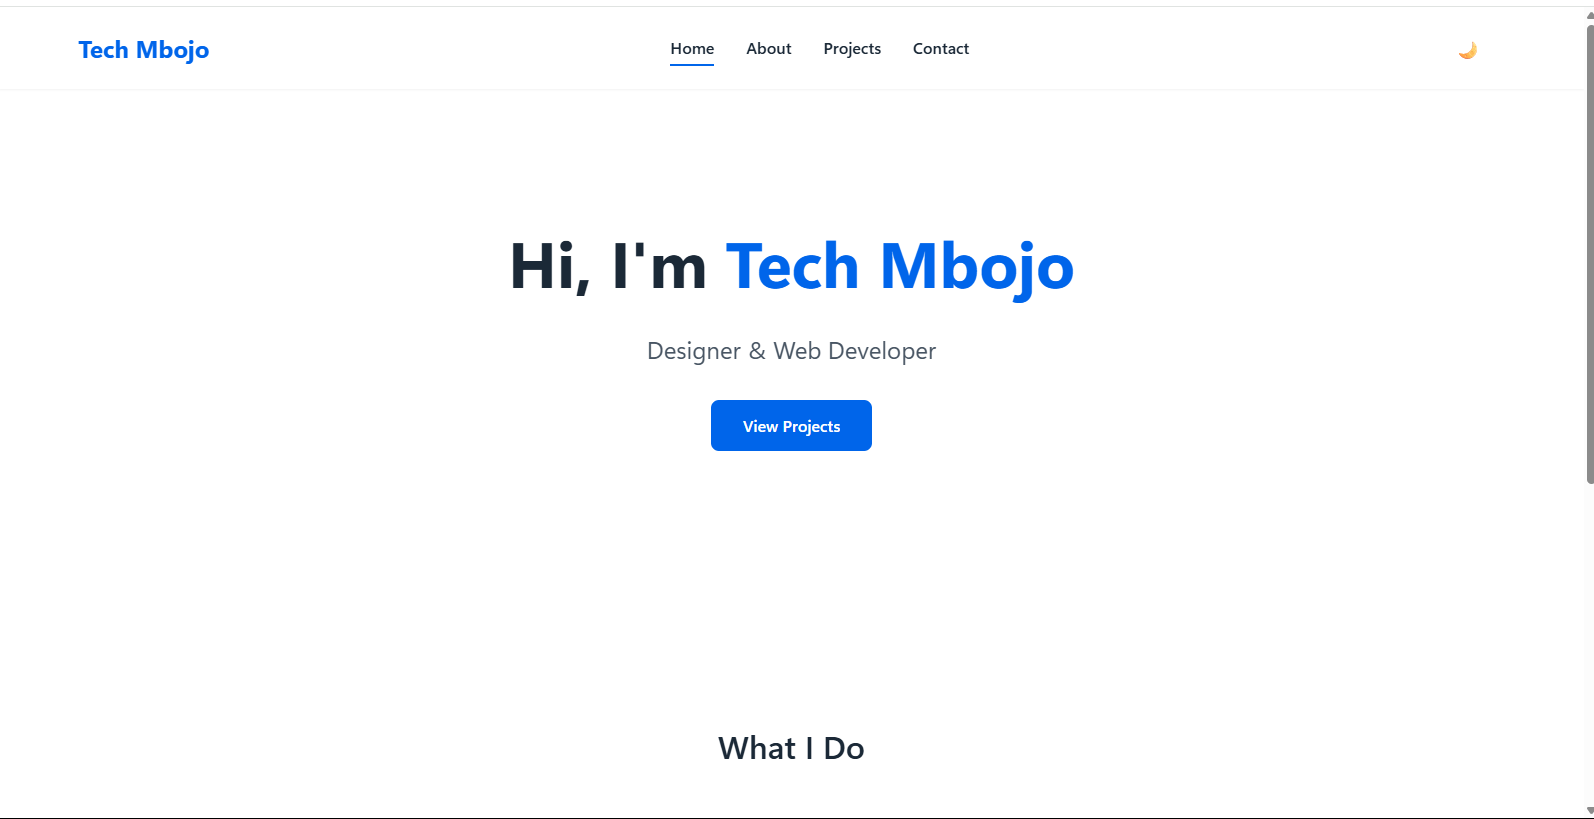 Tech Mbojo
Home About Projects Contact
Hi, I'm Tech Mbojo
Designer & Web Developer
View Projects
What I Do